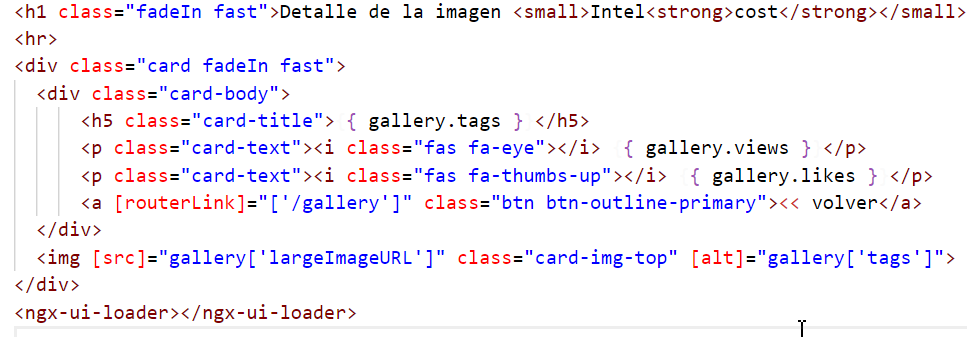 <h1 class="fadeIn fast">Detalle de la imagen <small>Intel<strong>cost</strong></small>
<hr>
<div class="card fadeIn fast">
<div class="card-body">
<h5 class="card-title"> { gallery.tags } </h5>
<p class="card-text"><i class="fas fa-eye"></i>  { gallery.views } </p>
<p class="card-text"><i class="fas fa-thumbs-up"></i>  { gallery.likes } </p>
<a [routerLink]="['/gallery']" class="btn btn-outline-primary"><< volver</a>
</div>
<img [src]="gallery['largeImageURL']" class="card-img-top" [alt]="gallery['tags']">
</div>
<ngx-ui-loader></ngx-ui-loader>